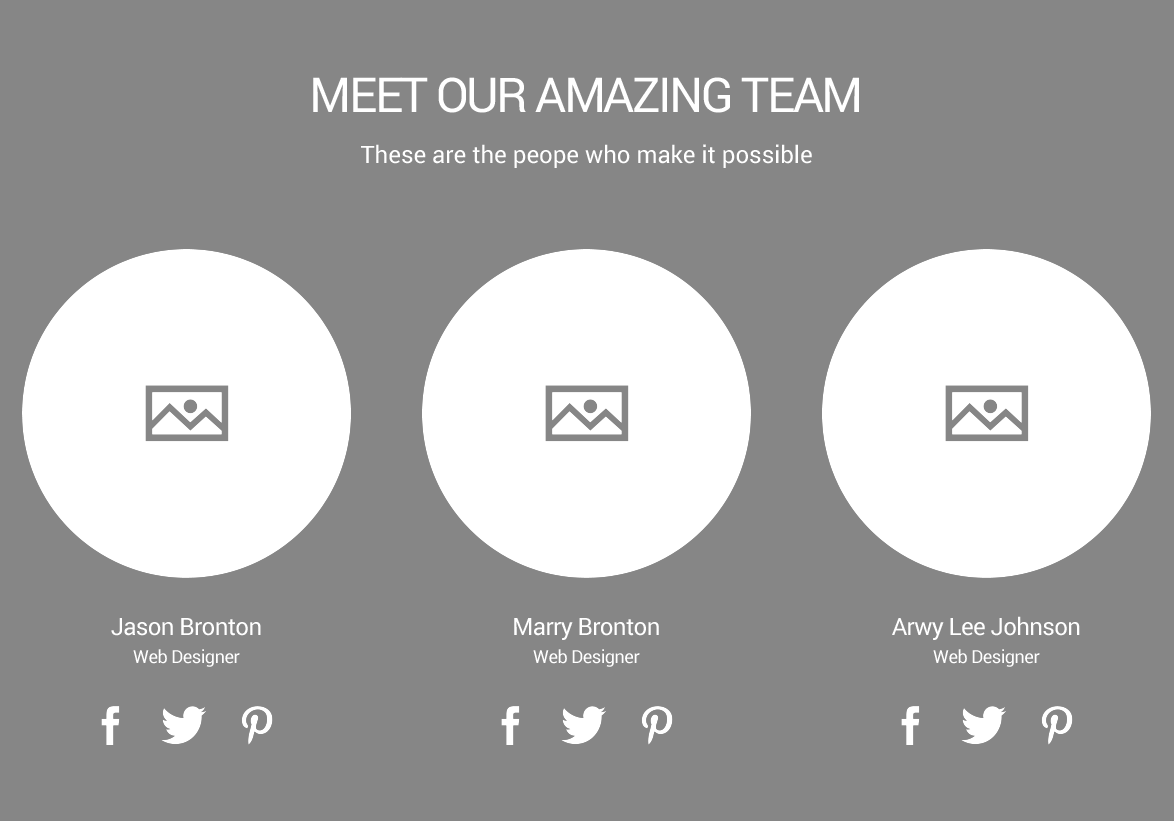 MEET OUR AMAZING TEAM
These are the peope who make it possible
Jason Bronton
Web Designer
Marry Bronton
Web Designer
Arwy Lee Johnson
Web Designer